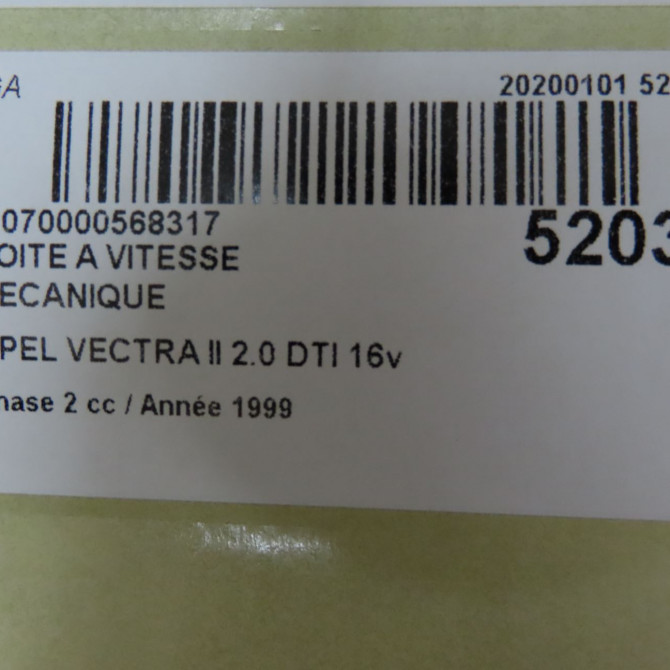 20200101 52
070000568317
5203
OITE A VITESSE
ECANIQUE
PEL VECTRA II 2.0 DTI 16v
hase 2 cc / Année 1999